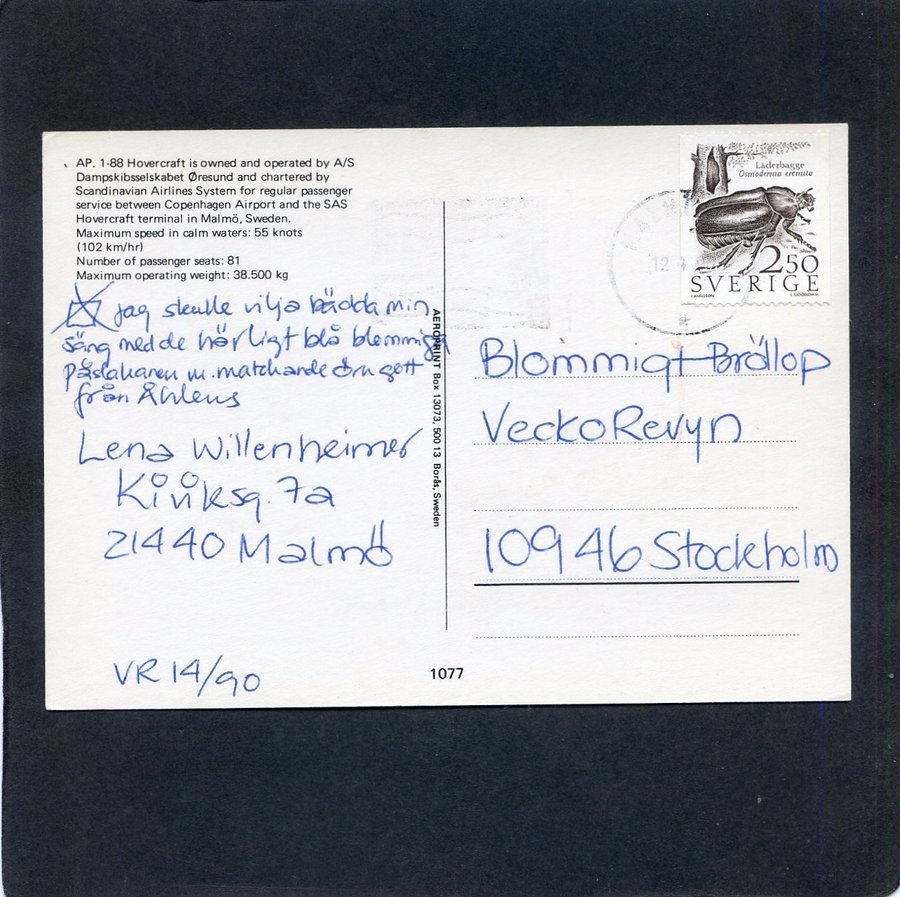 AP. 1-88 Hovercraft is owned and operated by A/S
Dampskibsselskabet Øresund and chartered by
Scandinavian Airlines System for regular passenger
service between Copenhagen Airport and the SAS
Hovercraft terminal in Malmö, Sweden.
Maximum speed in calm waters: 55 knots
(102 km/hr)
Number of passenger seats: 81
Maximum operating weight: 38.500 kg
Jag skulle vilja bädda min
säng med de härligt blå blommiga
påslakanen m. matchande örngott
från Åhlens
Lena Willenheimer
Kiviksg. 7a
21440 Malmö
VR 14/90
AEROPRINT Box 13073, 500 13 Borås, Sweden
1077
Läderbagge
Osmoderma eremita
2.50
SVERIGE
Blommigt Bröllop
VeckoRevyn
10946 Stockholm